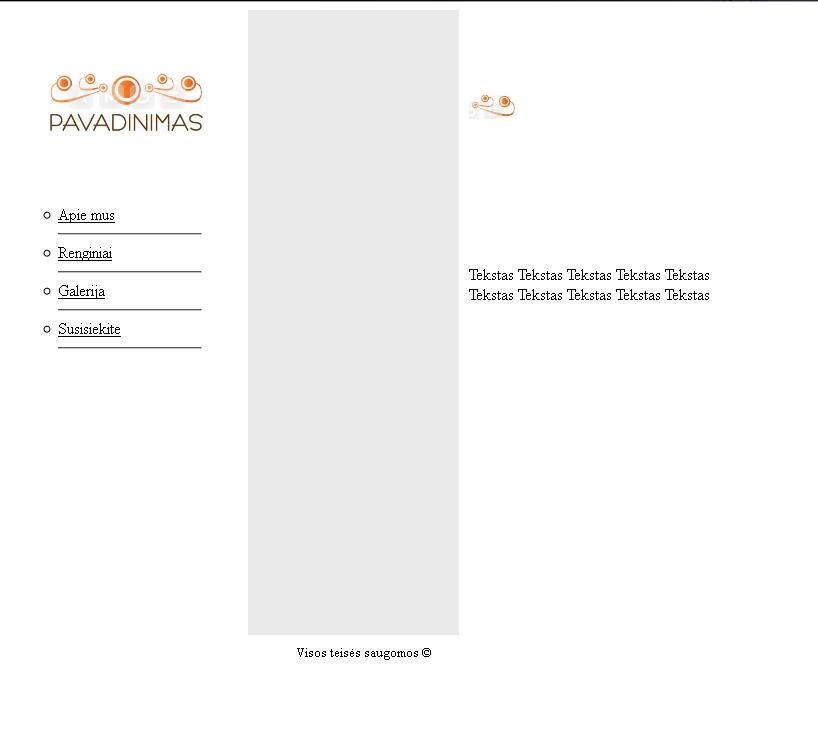 PAVADINIMAS
Apie mus
Renginiai
Galerija
Susisiekite
Tekstas Tekstas Tekstas Tekstas Tekstas
Tekstas Tekstas Tekstas Tekstas Tekstas
Visos teisės saugomos ©